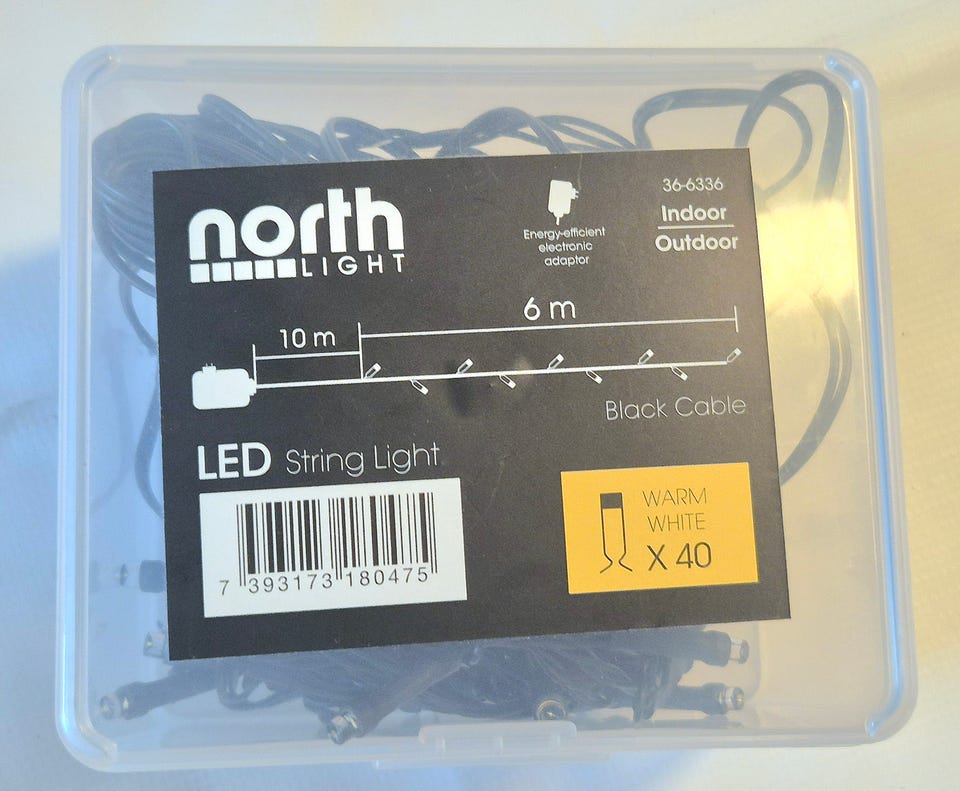 north
LIGHT
Energy-efficient
electronic
adaptor
36-6336
Indoor
Outdoor
10 m
6 m
Black Cable
LED String Light
7 393173 180475
WARM
WHITE
X 40